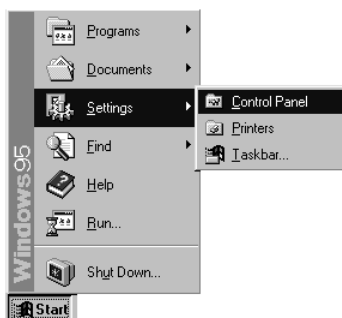 Programs
Documents
Settings
Find
Help
Run...
Shut Down...
Control Panel
Printers
Taskbar...
Windows95
Start